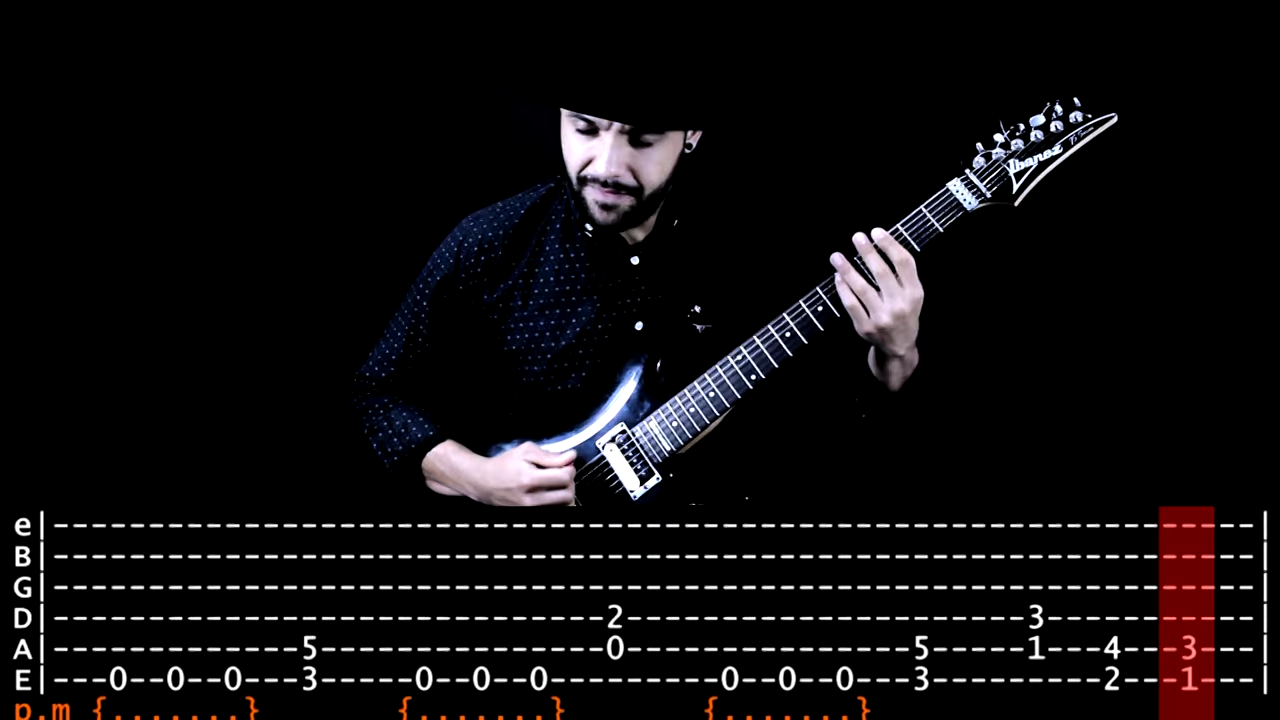 Ibanez
e|------------------------------------------------------------------|
B|------------------------------------------------------------------|
G|------------------------------------------------------------------|
D|-----------------------------2----------------------3-------------|
A|-------------5---------------0---------------5-----1---4---3---|
E|---0--0--0---3-----0--0--0---------0--0--0---3---------2---1---|
p.m {.......} {.......} {.......}